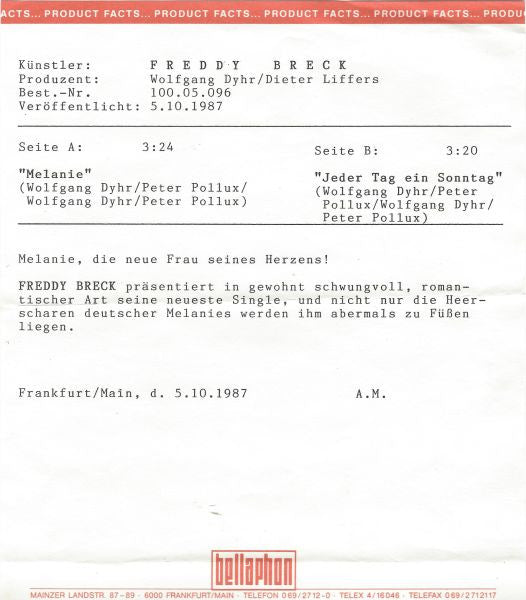 ACTS... PRODUCT FACTS... PRODUCT FACTS... PRODUCT FACTS... PRODUCT FACTS... PRODU
Künstler: FREDDY BRECK
Produzent: Wolfgang Dyhr/Dieter Liffers
Best.-Nr. 100.05.096
Veröffentlicht: 5.10.1987
Seite A: 3:24
"Melanie"
(Wolfgang Dyhr/Peter Pollux/
Wolfgang Dyhr/Peter Pollux)
Seite B: 3:20
"Jeder Tag ein Sonntag"
(Wolfgang Dyhr/Peter
Pollux/Wolfgang Dyhr/
Peter Pollux)
Melanie, die neue Frau seines Herzens!
FREDDY BRECK präsentiert in gewohnt schwungvoll, roman-
tischer Art seine neueste Single, und nicht nur die Heer-
scharen deutscher Melanies werden ihm abermals zu Füßen
liegen.
Frankfurt/Main, d. 5.10.1987 A.M.
bellaphon
MAINZER LANDSTR. 87-89 · 6000 FRANKFURT/MAIN · TELEFON 069/2712-0 · TELEX 4/16046 · TELEFAX 069/2712117